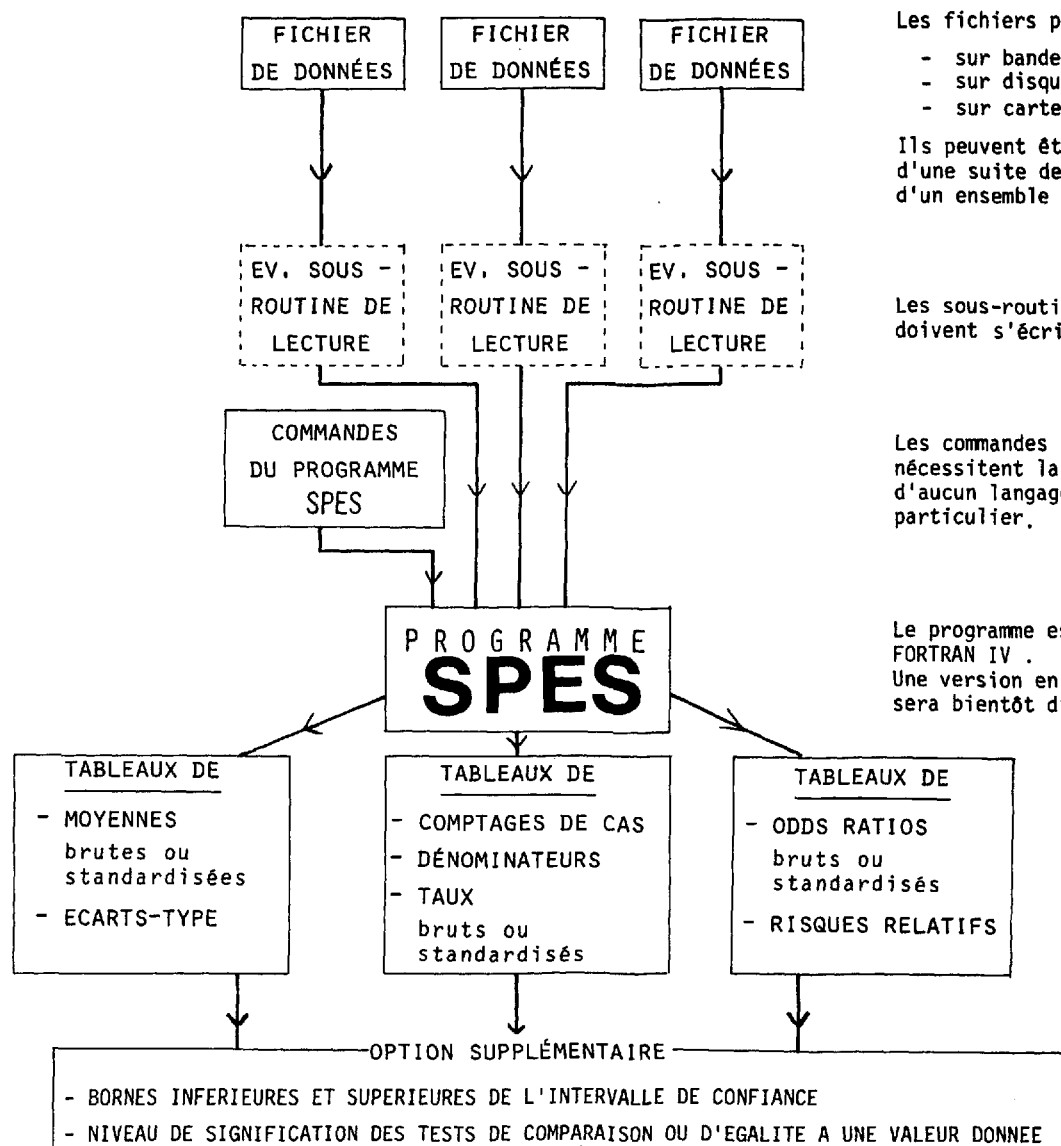 FICHIER
DE DONNÉES
FICHIER
DE DONNÉES
FICHIER
DE DONNÉES
Les fichiers p
- sur bande
- sur disqu
- sur carte
Ils peuvent êt
d'une suite de
d'un ensemble
EV. SOUS -
ROUTINE DE
LECTURE
EV. SOUS -
ROUTINE DE
LECTURE
EV. SOUS -
ROUTINE DE
LECTURE
Les sous-routi
doivent s'écri
COMMANDES
DU PROGRAMME
SPES
Les commandes
nécessitent la
d'aucun langag
particulier.
PROGRAMME
SPES
Le programme es
FORTRAN IV .
Une version en
sera bientôt d
TABLEAUX DE
- MOYENNES
brutes ou
standardisées
- ECARTS-TYPE
TABLEAUX DE
- COMPTAGES DE CAS
- DÉNOMINATEURS
- TAUX
bruts ou
standardisés
TABLEAUX DE
- ODDS RATIOS
bruts ou
standardisés
- RISQUES RELATIFS
OPTION SUPPLÉMENTAIRE
- BORNES INFERIEURES ET SUPERIEURES DE L'INTERVALLE DE CONFIANCE
- NIVEAU DE SIGNIFICATION DES TESTS DE COMPARAISON OU D'EGALITE A UNE VALEUR DONNEE